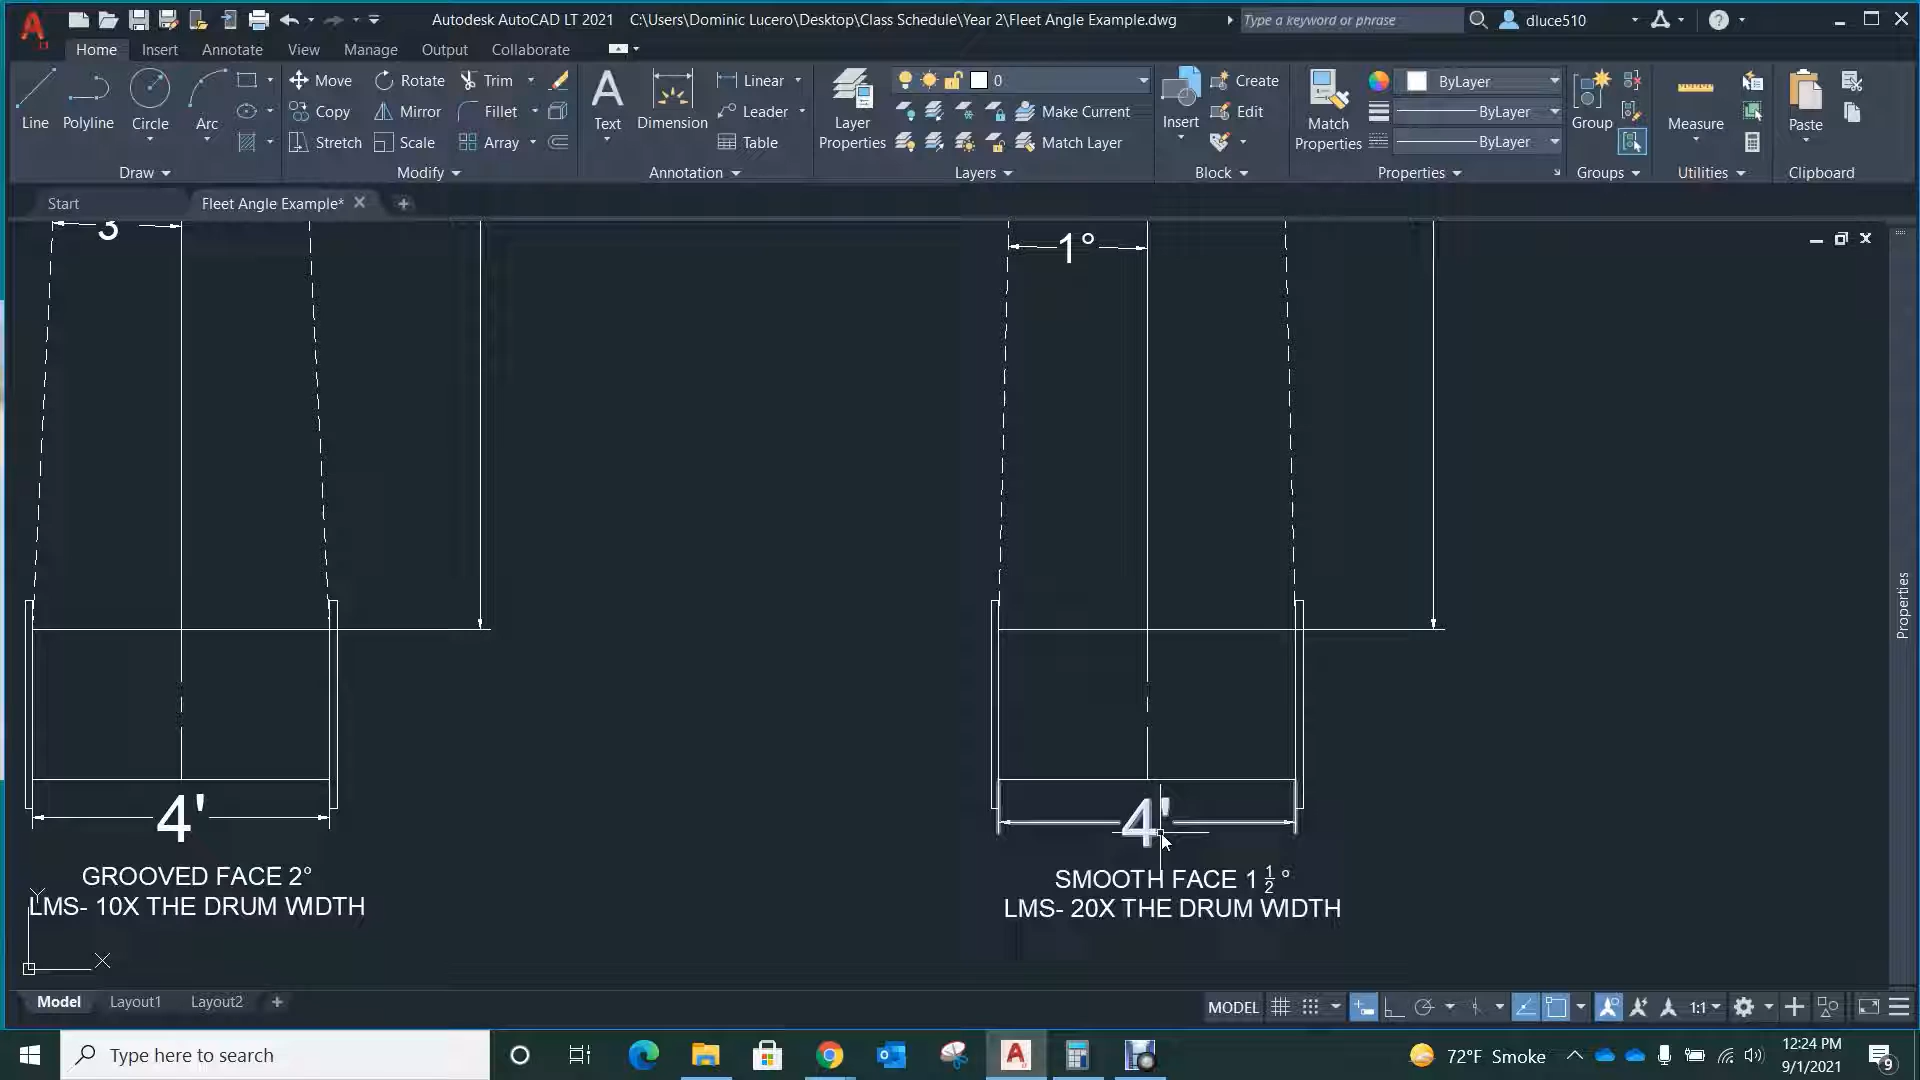 Autodesk AutoCAD LT 2021 C:\Users\Dominic Lucero\Desktop\Class Schedule\Year 2\Fleet Angle Example.dwg
Type a keyword or phrase
dluce510
Home Insert Annotate View Manage Output Collaborate
Line Polyline Circle Arc
Draw
Move Rotate Trim
Copy Mirror Fillet
Stretch Scale Array
Modify
Text Dimension
Linear
Leader
Table
Annotation
Layer Properties
0
Make Current
Match Layer
Layers
Insert
Create
Edit
Block
Match Properties
ByLayer
ByLayer
ByLayer
Properties
Group
Groups
Measure
Utilities
Paste
Clipboard
Start Fleet Angle Example*
3
1°
4'
GROOVED FACE 2°
LMS- 10X THE DRUM WIDTH
4'
SMOOTH FACE 1 1/2 °
LMS- 20X THE DRUM WIDTH
Y
X
Properties
Model Layout1 Layout2
MODEL 1:1
Type here to search
72°F Smoke
12:24 PM
9/1/2021
9